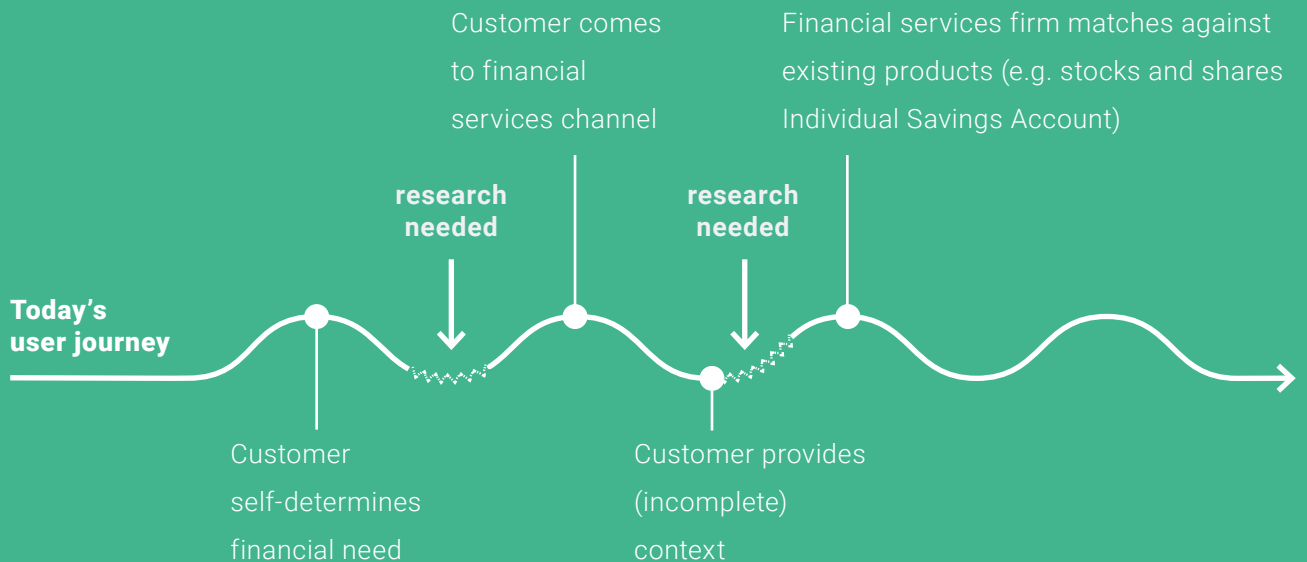 Customer comes
to financial
services channel
Financial services firm matches against
existing products (e.g. stocks and shares
Individual Savings Account)
research
needed
research
needed
Today’s
user journey
Customer
self-determines
financial need
Customer provides
(incomplete)
context